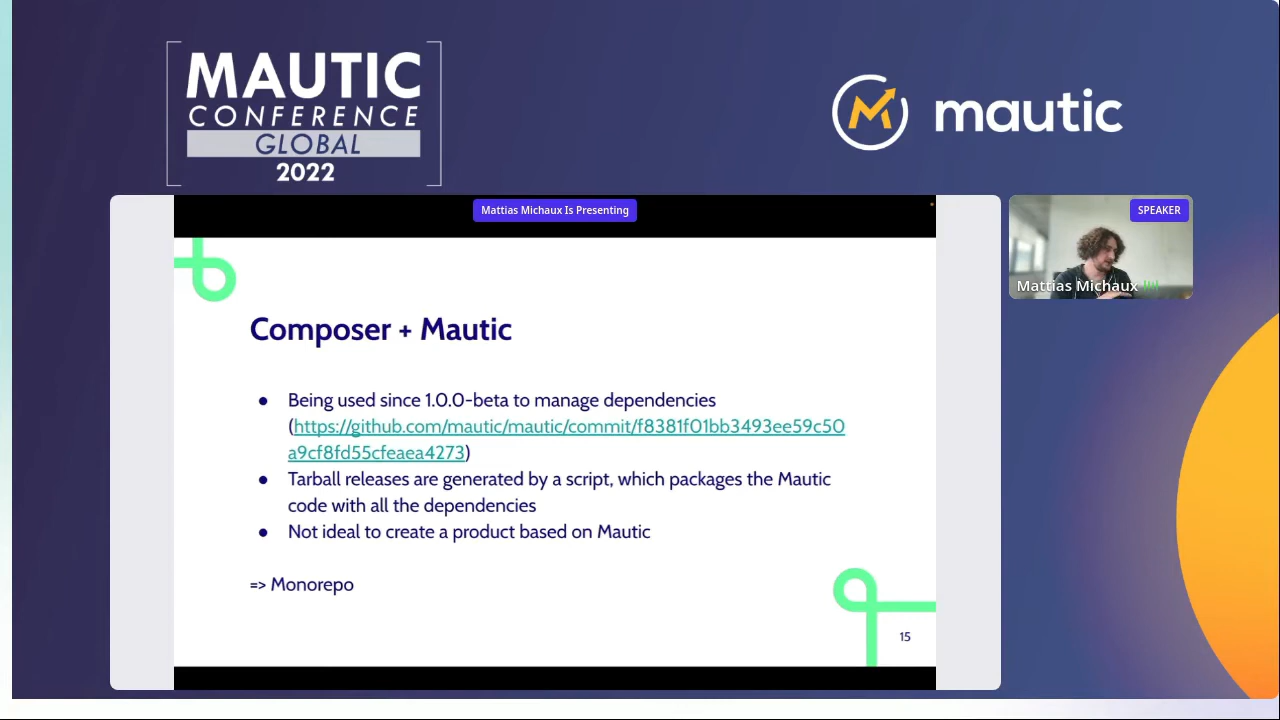 MAUTIC
CONFERENCE
GLOBAL
2022
mautic
Mattias Michaux Is Presenting
SPEAKER
Mattias Michaux
Composer + Mautic
● Being used since 1.0.0-beta to manage dependencies
(https://github.com/mautic/mautic/commit/f8381f01bb3493ee59c50
a9cf8fd55cfeaea4273)
● Tarball releases are generated by a script, which packages the Mautic
code with all the dependencies
● Not ideal to create a product based on Mautic
=> Monorepo
15